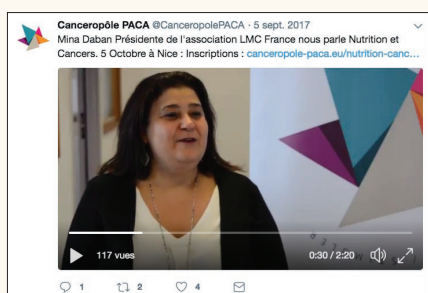 Canceropôle PACA @CanceropolePACA · 5 sept. 2017
Mina Daban Présidente de l'association LMC France nous parle Nutrition et
Cancers. 5 Octobre à Nice : Inscriptions : canceropole-paca.eu/nutrition-canc...
117 vues
0:30 / 2:20
1 2 4